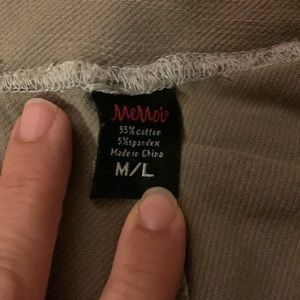 MeMoi
95% cotton
5% spandex
Made in China
M/L